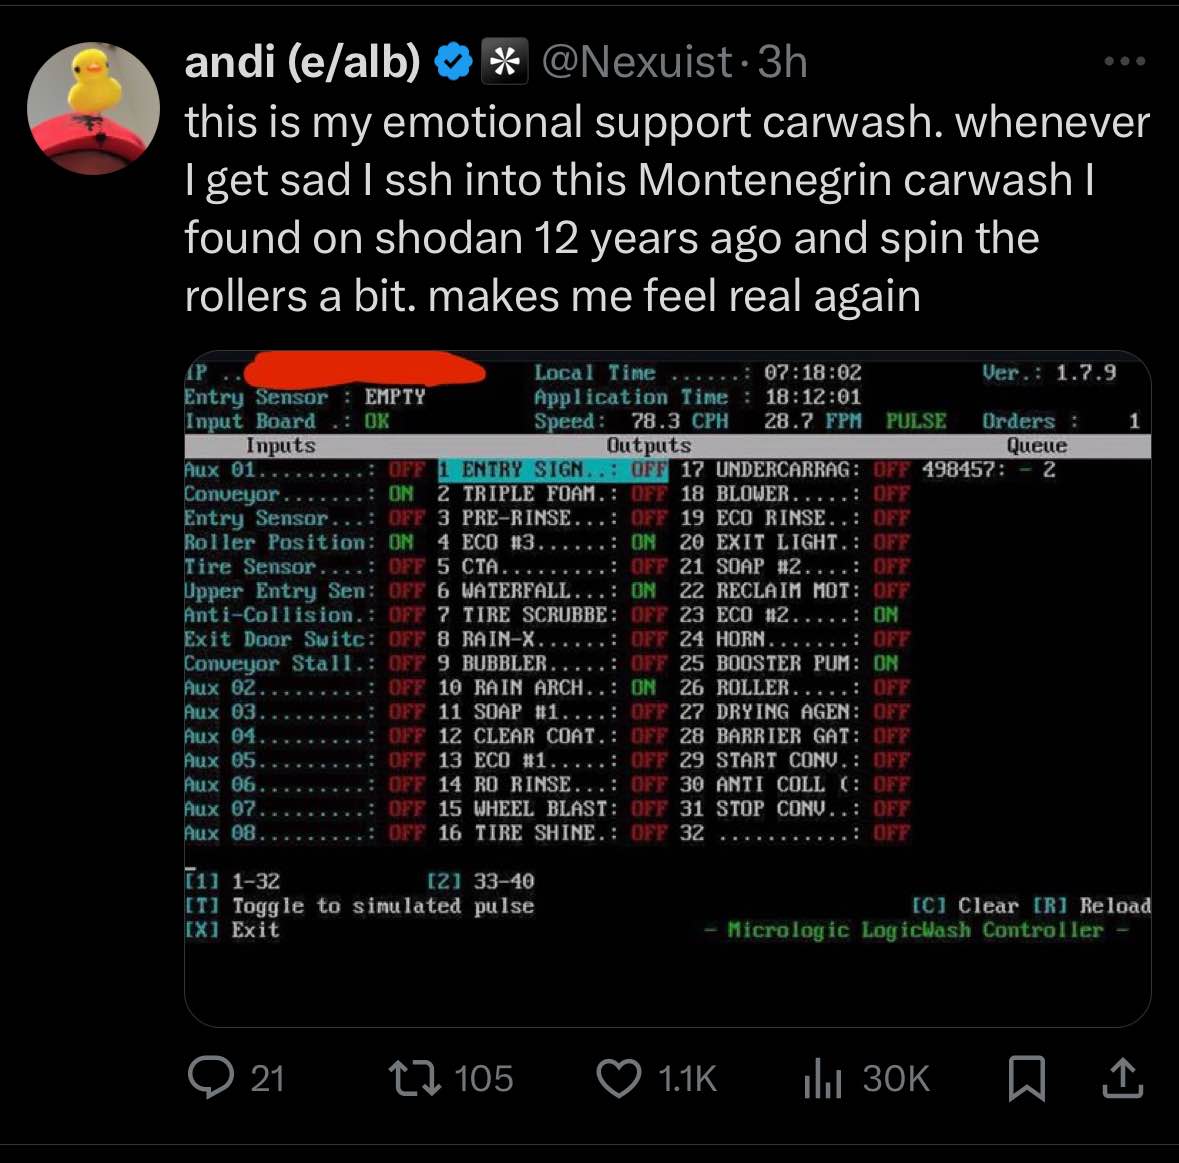 andi (e/alb) @Nexuist · 3h
this is my emotional support carwash. whenever
I get sad I ssh into this Montenegrin carwash I
found on shodan 12 years ago and spin the
rollers a bit. makes me feel real again
IP .. Local Time ......: 07:18:02 Ver.: 1.7.9
Entry Sensor : EMPTY Application Time : 18:12:01
Input Board .: OK Speed: 78.3 CPH 28.7 FPM PULSE Orders : 1
Inputs Outputs Queue
Aux 01.........: OFF 1 ENTRY SIGN..: OFF 17 UNDERCARRAG: OFF 498457: - 2
Conveyor.......: ON 2 TRIPLE FOAM.: OFF 18 BLOWER.....: OFF
Entry Sensor...: OFF 3 PRE-RINSE...: OFF 19 ECO RINSE..: OFF
Roller Position: ON 4 ECO #3......: ON 20 EXIT LIGHT.: OFF
Tire Sensor....: OFF 5 CTA.........: OFF 21 SOAP #2....: OFF
Upper Entry Sen: OFF 6 WATERFALL...: ON 22 RECLAIM MOT: OFF
Anti-Collision.: OFF 7 TIRE SCRUBBE: OFF 23 ECO #2.....: ON
Exit Door Switc: OFF 8 RAIN-X......: OFF 24 HORN.......: OFF
Conveyor Stall.: OFF 9 BUBBLER.....: OFF 25 BOOSTER PUM: ON
Aux 02.........: OFF 10 RAIN ARCH..: ON 26 ROLLER.....: OFF
Aux 03.........: OFF 11 SOAP #1....: OFF 27 DRYING AGEN: OFF
Aux 04.........: OFF 12 CLEAR COAT.: OFF 28 BARRIER GAT: OFF
Aux 05.........: OFF 13 ECO #1.....: OFF 29 START CONV.: OFF
Aux 06.........: OFF 14 RO RINSE...: OFF 30 ANTI COLL (: OFF
Aux 07.........: OFF 15 WHEEL BLAST: OFF 31 STOP CONV..: OFF
Aux 08.........: OFF 16 TIRE SHINE.: OFF 32 ...........: OFF
[1] 1-32 [2] 33-40
[T] Toggle to simulated pulse [C] Clear [R] Reload
[X] Exit - Micrologic LogicWash Controller -
21 105 1.1K 30K